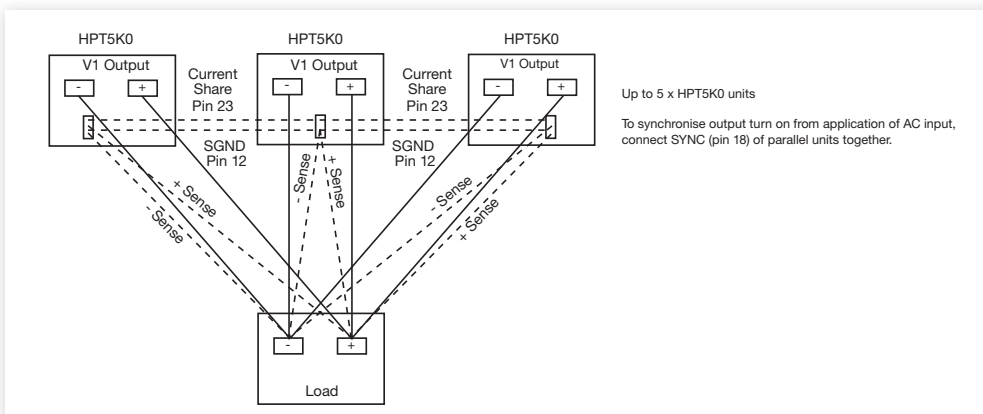 HPT5K0
HPT5K0
HPT5K0
V1 Output
V1 Output
V1 Output
-
+
-
+
-
+
Current
Share
Pin 23
Current
Share
Pin 23
SGND
Pin 12
SGND
Pin 12
+ Sense
- Sense
- Sense
+ Sense
- Sense
+ Sense
-
+
Load
Up to 5 x HPT5K0 units
To synchronise output turn on from application of AC input,
connect SYNC (pin 18) of parallel units together.